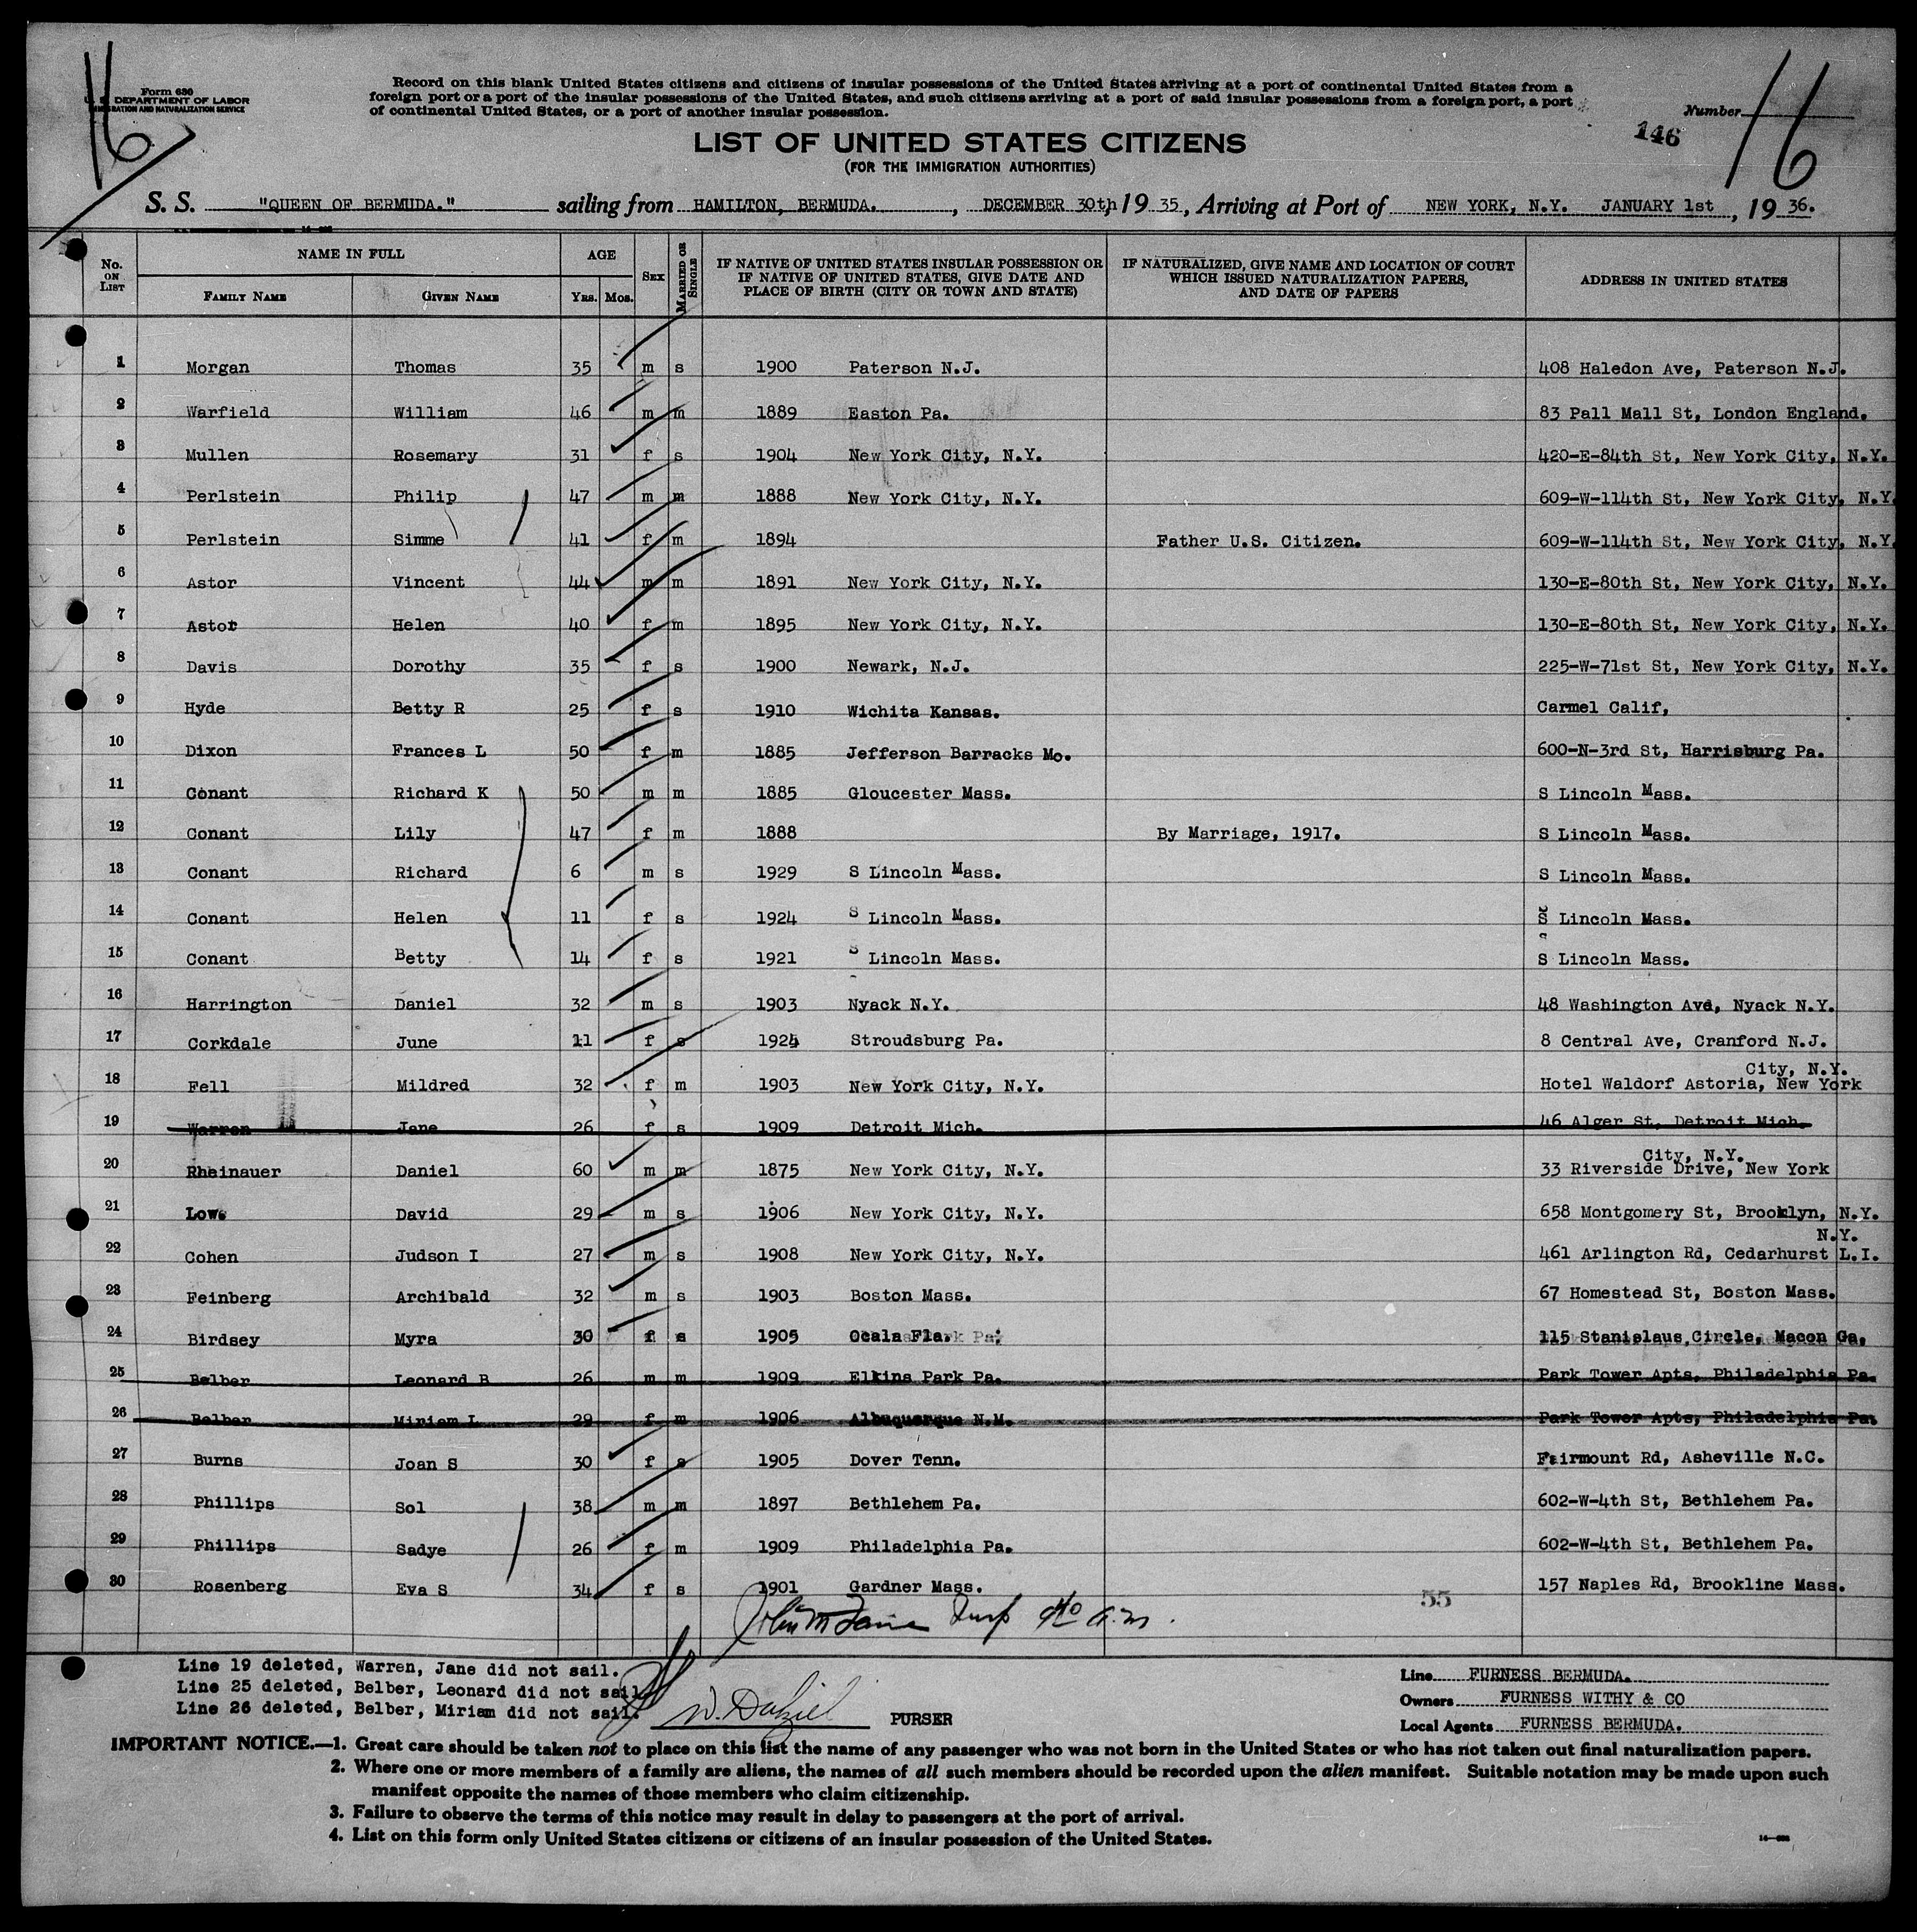 16
Form 630
U. S. DEPARTMENT OF LABOR
IMMIGRATION AND NATURALIZATION SERVICE
Record on this blank United States citizens and citizens of insular possessions of the United States arriving at a port of continental United States from a
foreign port or a port of the insular possessions of the United States, and such citizens arriving at a port of said insular possessions from a foreign port, a port
of continental United States, or a port of another insular possession.
Number 16
146
LIST OF UNITED STATES CITIZENS
(FOR THE IMMIGRATION AUTHORITIES)
S. S. "QUEEN OF BERMUDA." sailing from HAMILTON, BERMUDA. , DECEMBER 30th, 19 35, Arriving at Port of NEW YORK, N.Y. JANUARY 1st , 19 36.
No. ON LIST NAME IN FULL FAMILY NAME GIVEN NAME AGE YRS. MOS. SEX MARRIED OR SINGLE IF NATIVE OF UNITED STATES INSULAR POSSESSION OR IF NATIVE OF UNITED STATES, GIVE DATE AND PLACE OF BIRTH (CITY OR TOWN AND STATE) IF NATURALIZED, GIVE NAME AND LOCATION OF COURT WHICH ISSUED NATURALIZATION PAPERS, AND DATE OF PAPERS ADDRESS IN UNITED STATES
1 Morgan Thomas 35 m s 1900 Paterson N.J. 408 Haledon Ave, Paterson N.J.
2 Warfield William 46 m m 1889 Easton Pa. 83 Pall Mall St, London England.
3 Mullen Rosemary 31 f s 1904 New York City, N.Y. 420-E-84th St, New York City, N.Y.
4 Perlstein Philip 47 m m 1888 New York City, N.Y. 609-W-114th St, New York City, N.Y.
5 Perlstein Simme 41 f m 1894 Father U.S. Citizen. 609-W-114th St, New York City, N.Y.
6 Astor Vincent 44 m m 1891 New York City, N.Y. 130-E-80th St, New York City, N.Y.
7 Astor Helen 40 f m 1895 New York City, N.Y. 130-E-80th St, New York City, N.Y.
8 Davis Dorothy 35 f s 1900 Newark, N.J. 225-W-71st St, New York City, N.Y.
9 Hyde Betty R 25 f s 1910 Wichita Kansas. Carmel Calif,
10 Dixon Frances L 50 f m 1885 Jefferson Barracks Mo. 600-N-3rd St, Harrisburg Pa.
11 Conant Richard K 50 m m 1885 Gloucester Mass. S Lincoln Mass.
12 Conant Lily 47 f m 1888 By Marriage, 1917. S Lincoln Mass.
13 Conant Richard 6 m s 1929 S Lincoln Mass. S Lincoln Mass.
14 Conant Helen 11 f s 1924 S Lincoln Mass. S Lincoln Mass.
15 Conant Betty 14 f s 1921 S Lincoln Mass. S Lincoln Mass.
16 Harrington Daniel 32 m s 1903 Nyack N.Y. 48 Washington Ave, Nyack N.Y.
17 Corkdale June 11 f s 1924 Stroudsburg Pa. 8 Central Ave, Cranford N.J.
18 Fell Mildred 32 f m 1903 New York City, N.Y. Hotel Waldorf Astoria, New York City, N.Y.
19 Warren Jane 26 f s 1909 Detroit Mich. 46 Alger St, Detroit Mich.
20 Rheinauer Daniel 60 m m 1875 New York City, N.Y. 33 Riverside Drive, New York City, N.Y.
21 Lowe David 29 m s 1906 New York City, N.Y. 658 Montgomery St, Brooklyn, N.Y.
22 Cohen Judson I 27 m s 1908 New York City, N.Y. 461 Arlington Rd, Cedarhurst L.I. N.Y.
23 Feinberg Archibald 32 m s 1903 Boston Mass. 67 Homestead St, Boston Mass.
24 Birdsey Myra 30 f s 1905 Ocala Fla. 115 Stanislaus Circle, Macon Ga,
25 Belber Leonard B 26 m m 1909 Elkins Park Pa. Park Tower Apts, Philadelphia Pa.
26 Belber Miriam L 29 f m 1906 Albuquerque N.M. Park Tower Apts, Philadelphia Pa.
27 Burns Joan S 30 f s 1905 Dover Tenn. Fairmount Rd, Asheville N.C.
28 Phillips Sol 38 m m 1897 Bethlehem Pa. 602-W-4th St, Bethlehem Pa.
29 Phillips Sadye 26 f m 1909 Philadelphia Pa. 602-W-4th St, Bethlehem Pa.
30 Rosenberg Eva S 34 f s 1901 Gardner Mass. 157 Naples Rd, Brookline Mass.
55
Line 19 deleted, Warren, Jane did not sail.
Line 25 deleted, Belber, Leonard did not sail
Line 26 deleted, Belber, Miriam did not sail.
W. Dalziel PURSER
Line FURNESS BERMUDA.
Owners FURNESS WITHY & CO
Local Agents FURNESS BERMUDA.
IMPORTANT NOTICE.—1. Great care should be taken not to place on this list the name of any passenger who was not born in the United States or who has not taken out final naturalization papers.
2. Where one or more members of a family are aliens, the names of all such members should be recorded upon the alien manifest. Suitable notation may be made upon such
manifest opposite the names of those members who claim citizenship.
3. Failure to observe the terms of this notice may result in delay to passengers at the port of arrival.
4. List on this form only United States citizens or citizens of an insular possession of the United States.